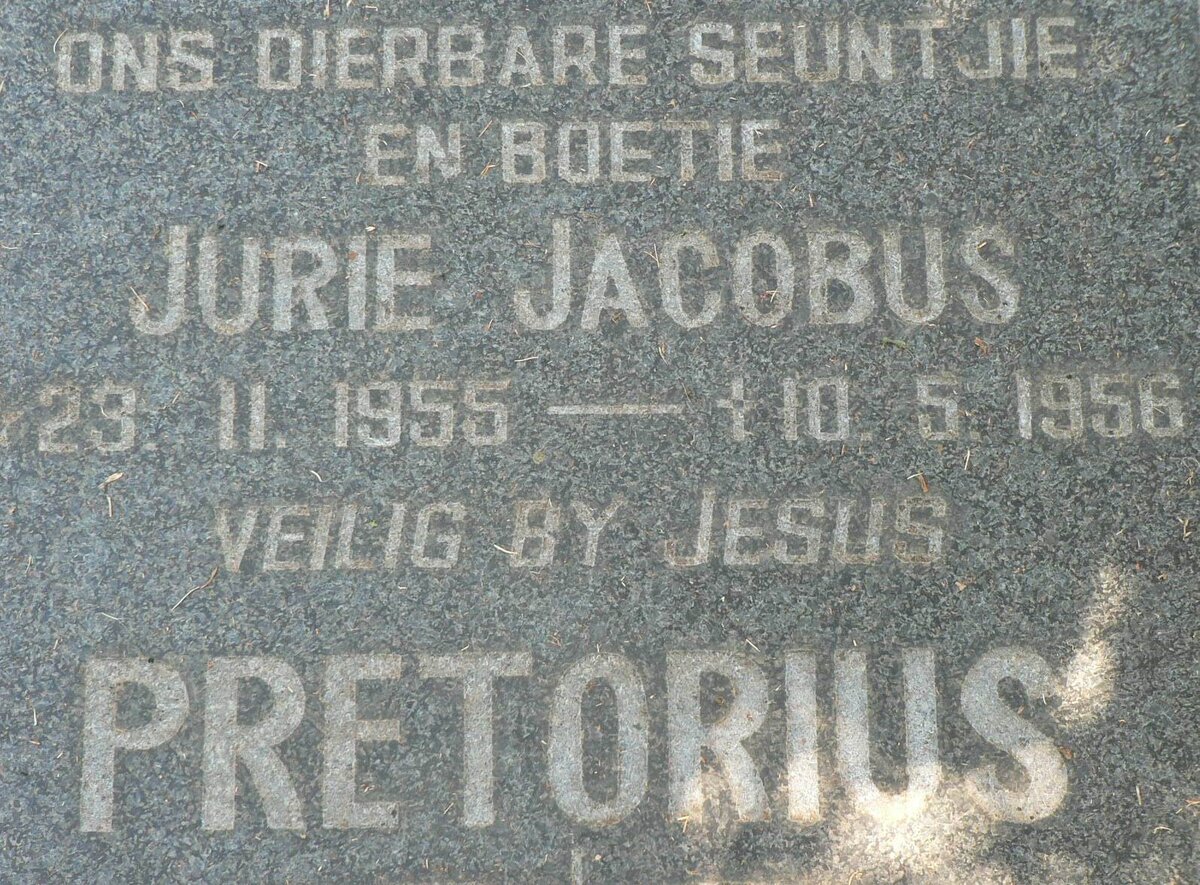 ONS DIERBARE SEUNTJIE
EN BOETIE
JURIE JACOBUS
23. 11. 1955 — †10. 5. 1956
VEILIG BY JESUS
PRETORIUS